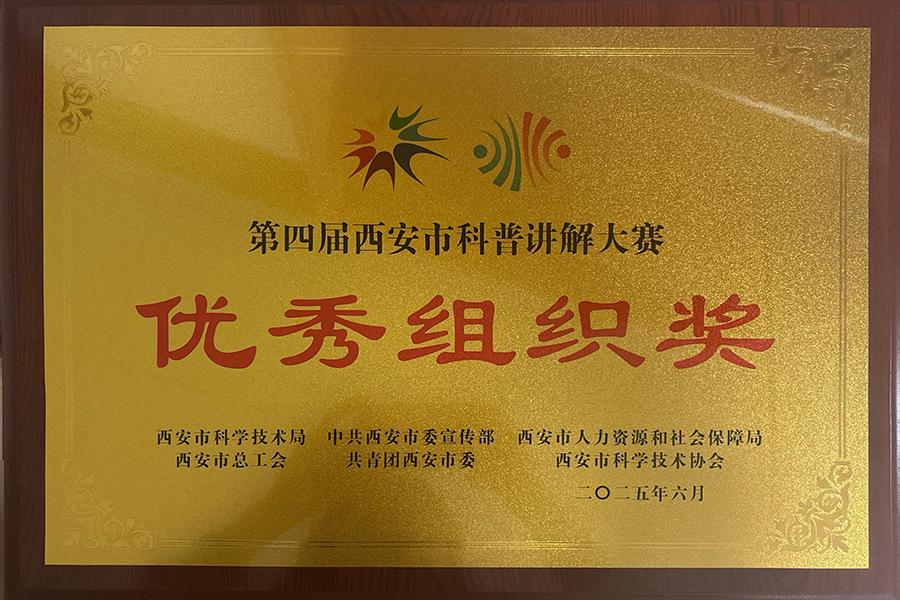 第四届西安市科普讲解大赛
优秀组织奖
西安市科学技术局 中共西安市委宣传部 西安市人力资源和社会保障局
西安市总工会 共青团西安市委 西安市科学技术协会
二〇二五年六月